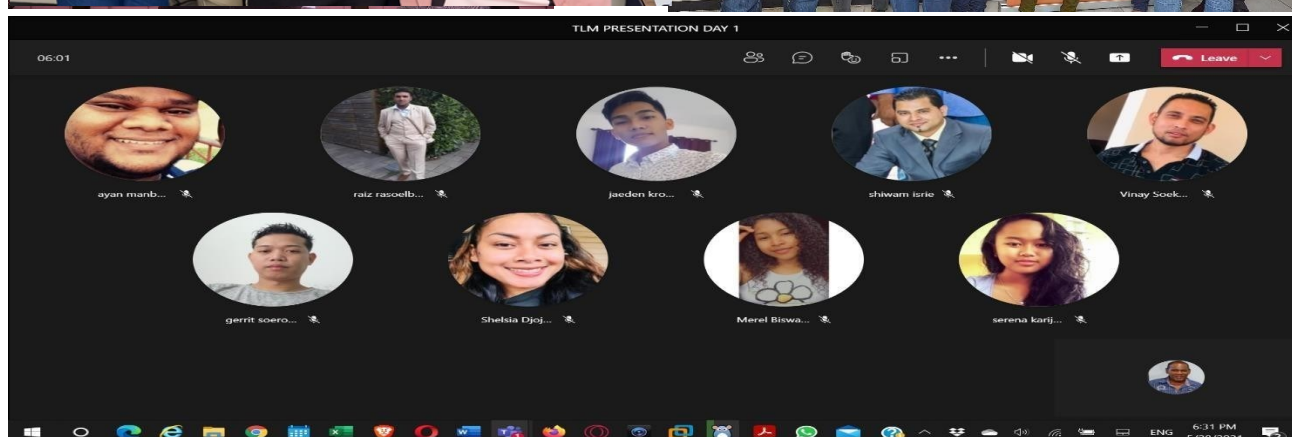 TLM PRESENTATION DAY 1
06:01
Leave
ayan manb...
raiz rasoelb...
jaeden kro...
shiwam isrie
Vinay Soek...
gerrit soero...
Shelsia Djoj...
Merel Biswa...
serena karij...
ENG
6:31 PM